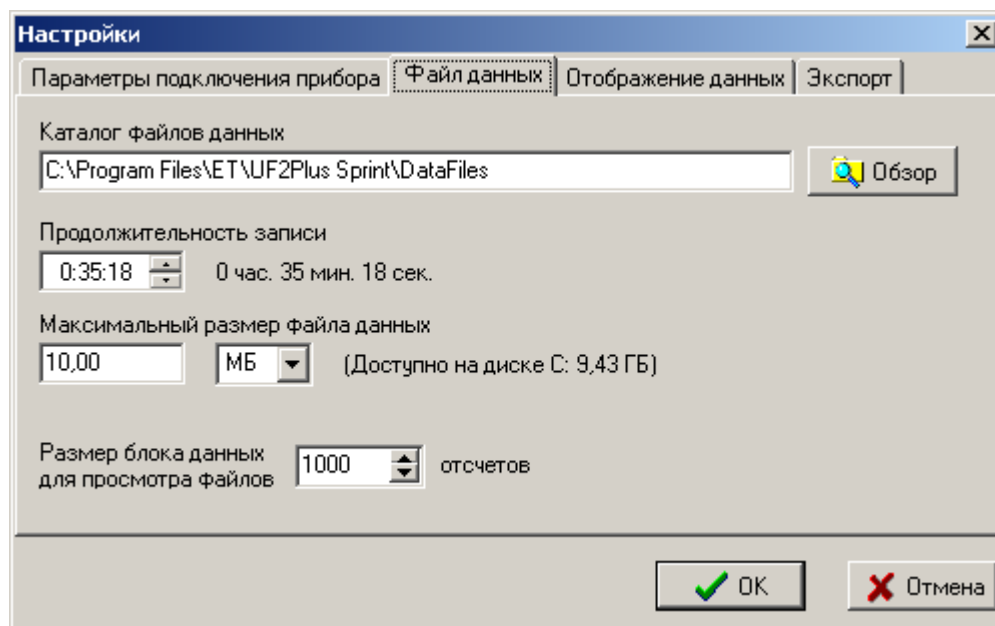 Настройки
Параметры подключения прибора Файл данных Отображение данных Экспорт
Каталог файлов данных
C:\Program Files\ET\UF2Plus Sprint\DataFiles Обзор
Продолжительность записи
0:35:18 0 час. 35 мин. 18 сек.
Максимальный размер файла данных
10,00 МБ (Доступно на диске C: 9,43 ГБ)
Размер блока данных
для просмотра файлов 1000 отсчетов
OK Отмена